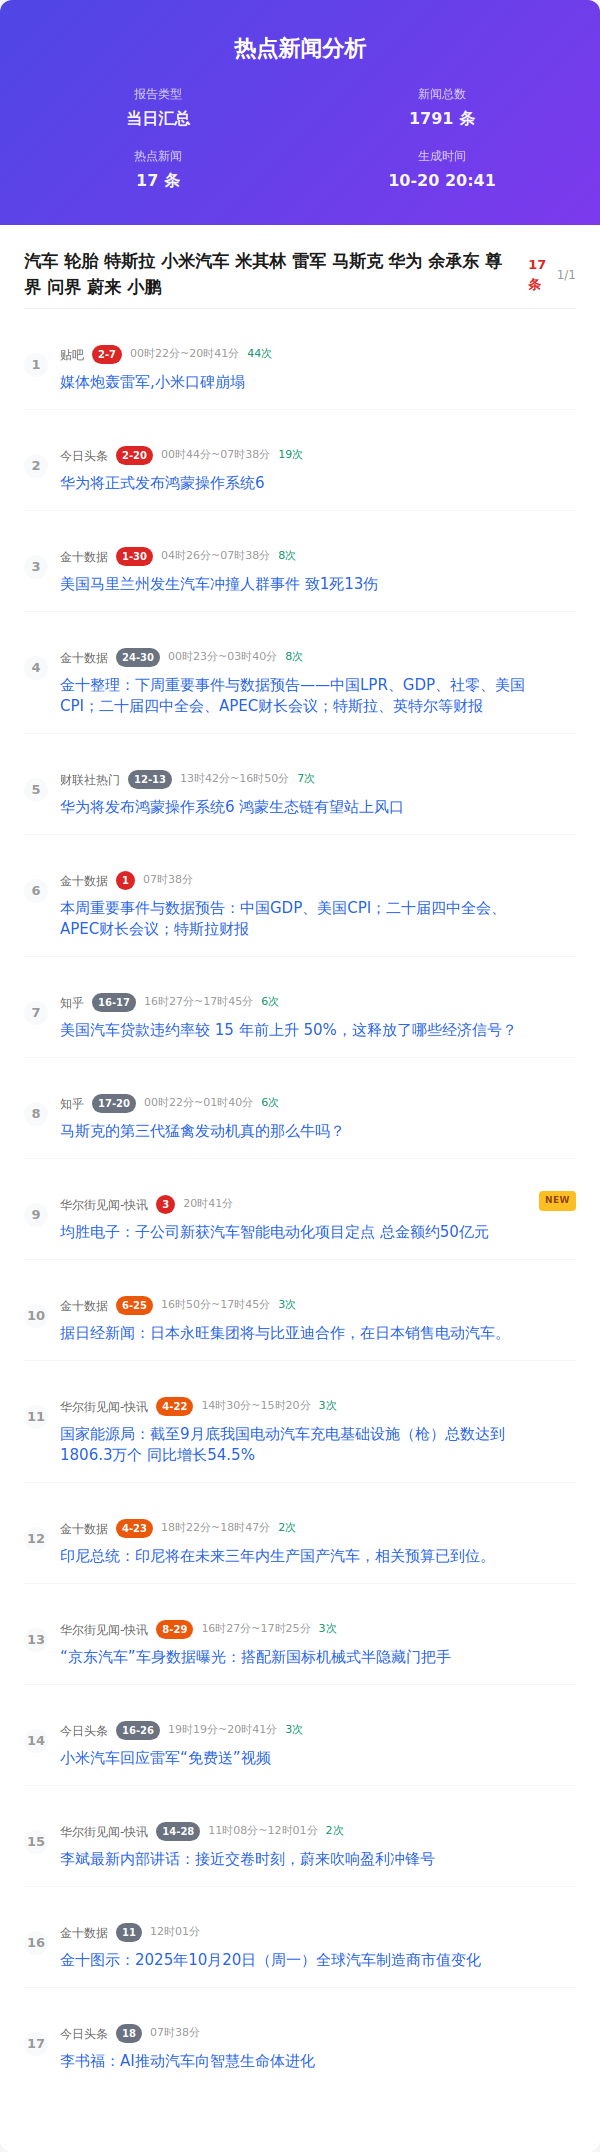 热点新闻分析
报告类型
新闻总数
当日汇总
1791 条
热点新闻
生成时间
17 条
10-20 20:41
汽车 轮胎 特斯拉 小米汽车 米其林 雷军 马斯克 华为 余承东 尊
界 问界 蔚来 小鹏
17
条
1/1
1
贴吧 2-7 00时22分~20时41分 44次
媒体炮轰雷军,小米口碑崩塌
2
今日头条 2-20 00时44分~07时38分 19次
华为将正式发布鸿蒙操作系统6
3
金十数据 1-30 04时26分~07时38分 8次
美国马里兰州发生汽车冲撞人群事件 致1死13伤
4
金十数据 24-30 00时23分~03时40分 8次
金十整理：下周重要事件与数据预告——中国LPR、GDP、社零、美国
CPI；二十届四中全会、APEC财长会议；特斯拉、英特尔等财报
5
财联社热门 12-13 13时42分~16时50分 7次
华为将发布鸿蒙操作系统6 鸿蒙生态链有望站上风口
6
金十数据 1 07时38分
本周重要事件与数据预告：中国GDP、美国CPI；二十届四中全会、
APEC财长会议；特斯拉财报
7
知乎 16-17 16时27分~17时45分 6次
美国汽车贷款违约率较 15 年前上升 50%，这释放了哪些经济信号？
8
知乎 17-20 00时22分~01时40分 6次
马斯克的第三代猛禽发动机真的那么牛吗？
9
华尔街见闻-快讯 3 20时41分
NEW
均胜电子：子公司新获汽车智能电动化项目定点 总金额约50亿元
10
金十数据 6-25 16时50分~17时45分 3次
据日经新闻：日本永旺集团将与比亚迪合作，在日本销售电动汽车。
11
华尔街见闻-快讯 4-22 14时30分~15时20分 3次
国家能源局：截至9月底我国电动汽车充电基础设施（枪）总数达到
1806.3万个 同比增长54.5%
12
金十数据 4-23 18时22分~18时47分 2次
印尼总统：印尼将在未来三年内生产国产汽车，相关预算已到位。
13
华尔街见闻-快讯 8-29 16时27分~17时25分 3次
“京东汽车”车身数据曝光：搭配新国标机械式半隐藏门把手
14
今日头条 16-26 19时19分~20时41分 3次
小米汽车回应雷军“免费送”视频
15
华尔街见闻-快讯 14-28 11时08分~12时01分 2次
李斌最新内部讲话：接近交卷时刻，蔚来吹响盈利冲锋号
16
金十数据 11 12时01分
金十图示：2025年10月20日（周一）全球汽车制造商市值变化
17
今日头条 18 07时38分
李书福：AI推动汽车向智慧生命体进化